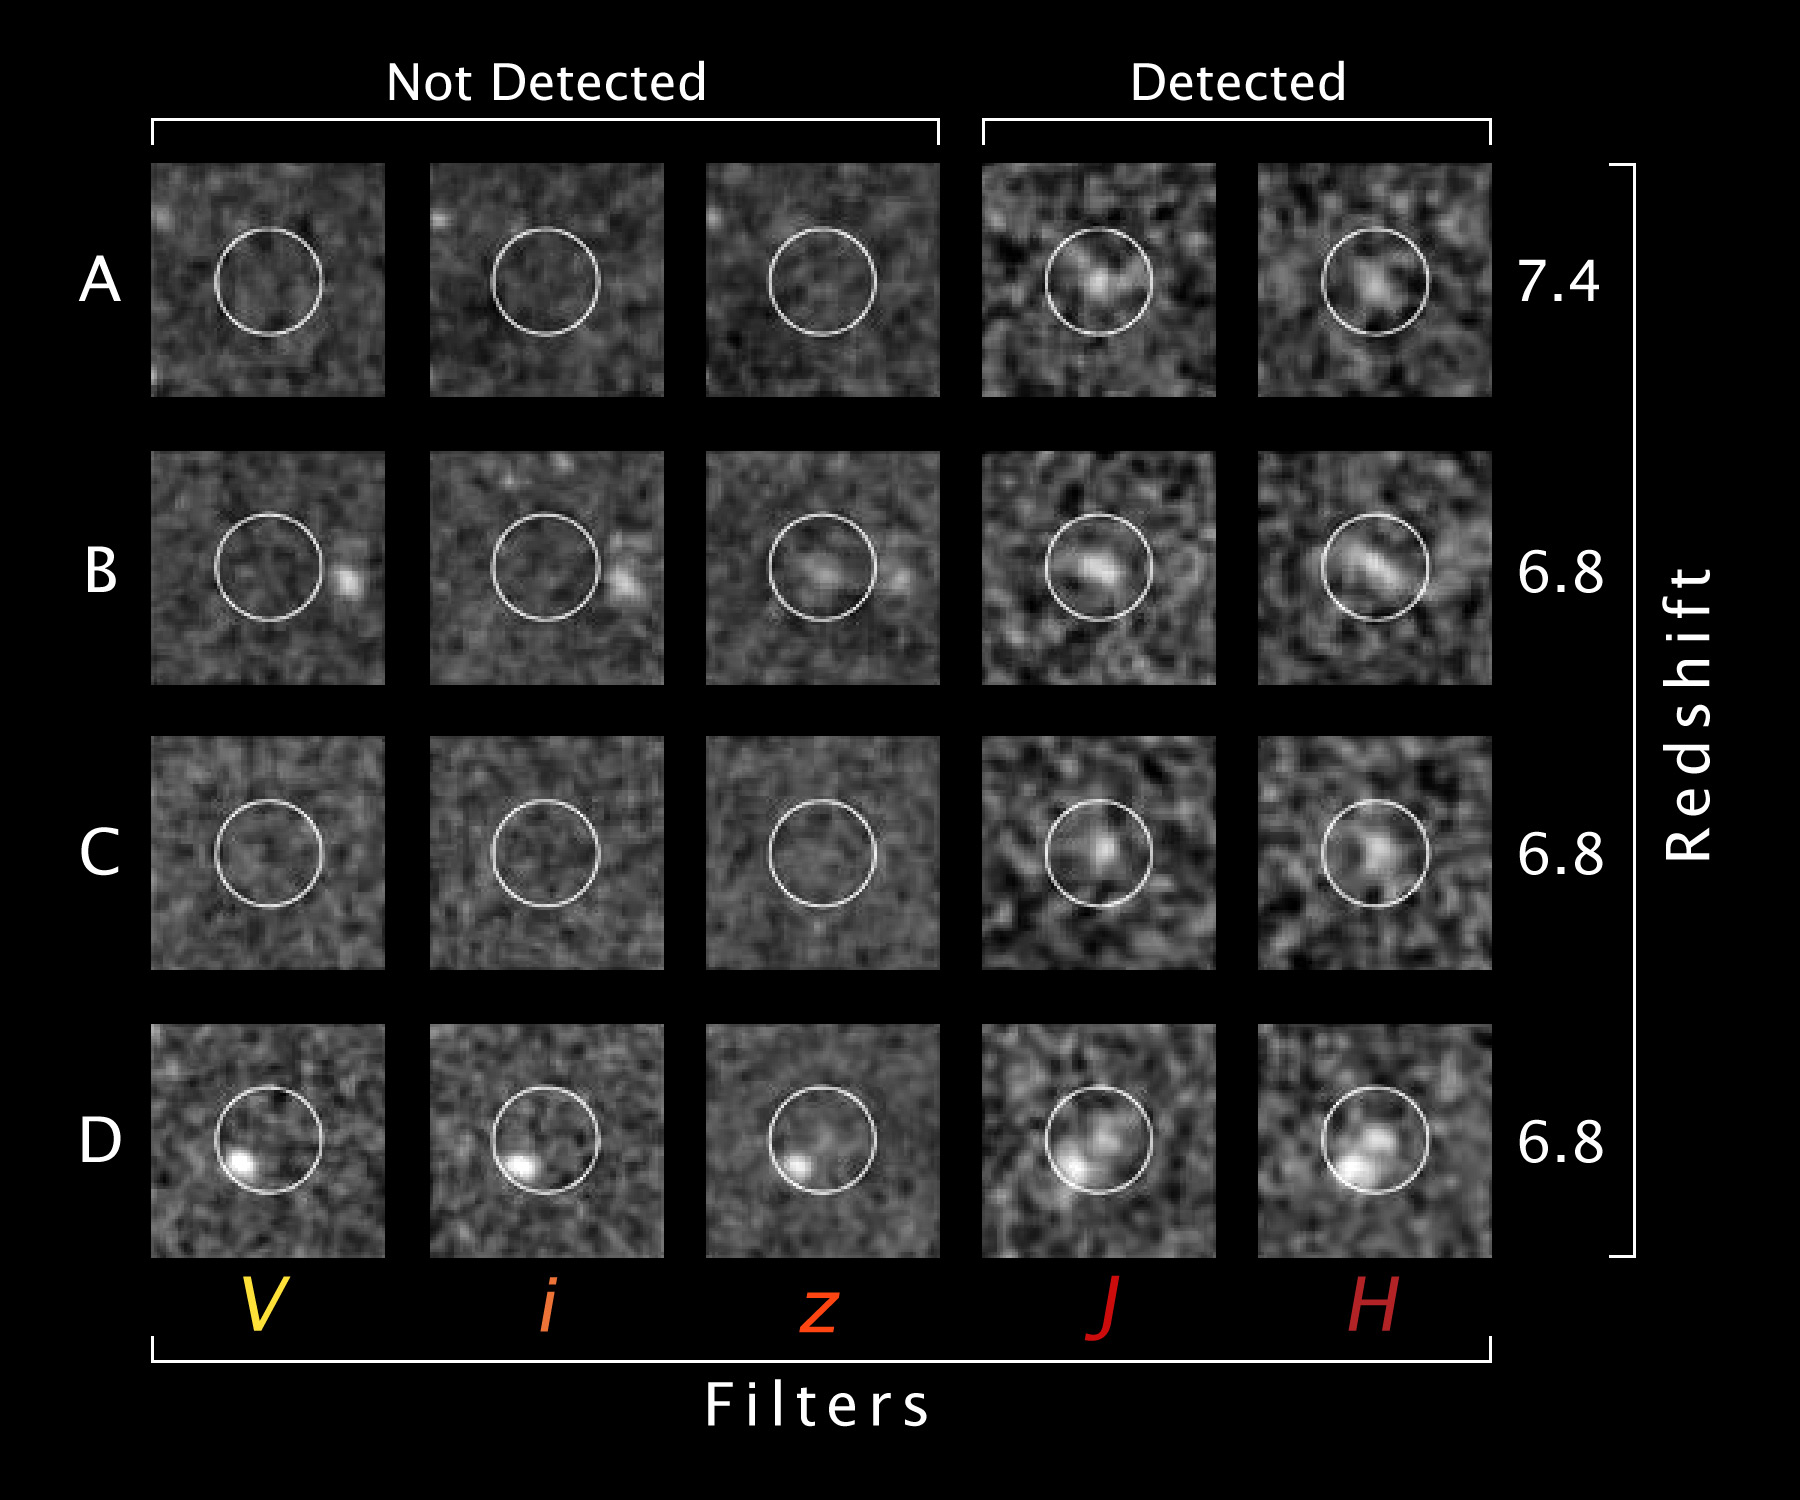 Not Detected
Detected
A
7.4
B
6.8
C
6.8
D
6.8
Redshift
V i z J H
Filters